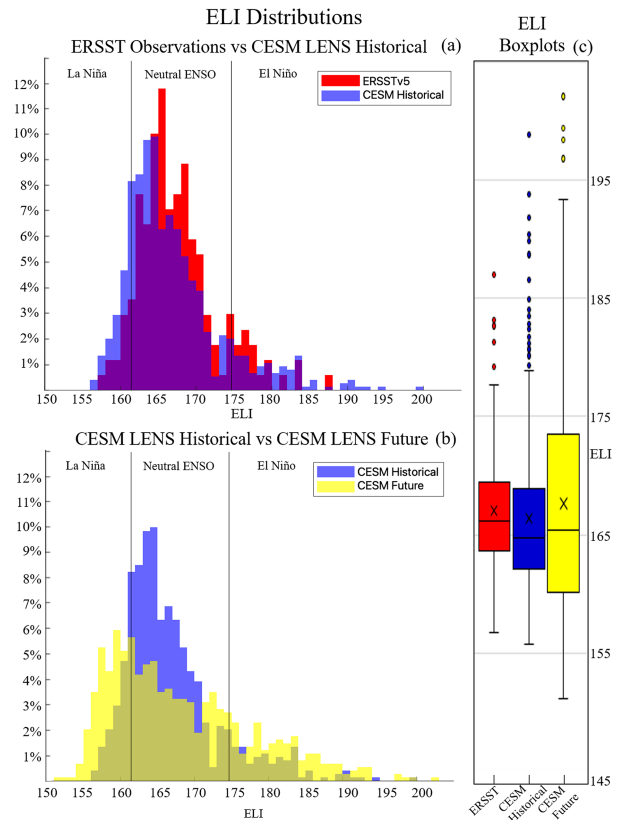 ELI Distributions
ERSST Observations vs CESM LENS Historical (a)
La Niña Neutral ENSO El Niño
ERSSTv5
CESM Historical
12%
11%
10%
9%
8%
7%
6%
5%
4%
3%
2%
1%
150 155 160 165 170 175 180 185 190 195 200
ELI
CESM LENS Historical vs CESM LENS Future (b)
La Niña Neutral ENSO El Niño
CESM Historical
CESM Future
12%
11%
10%
9%
8%
7%
6%
5%
4%
3%
2%
1%
150 155 160 165 170 175 180 185 190 195 200
ELI
ELI
Boxplots (c)
195
185
175
ELI
165
155
145
ERSST
CESM
Historical
CESM
Future